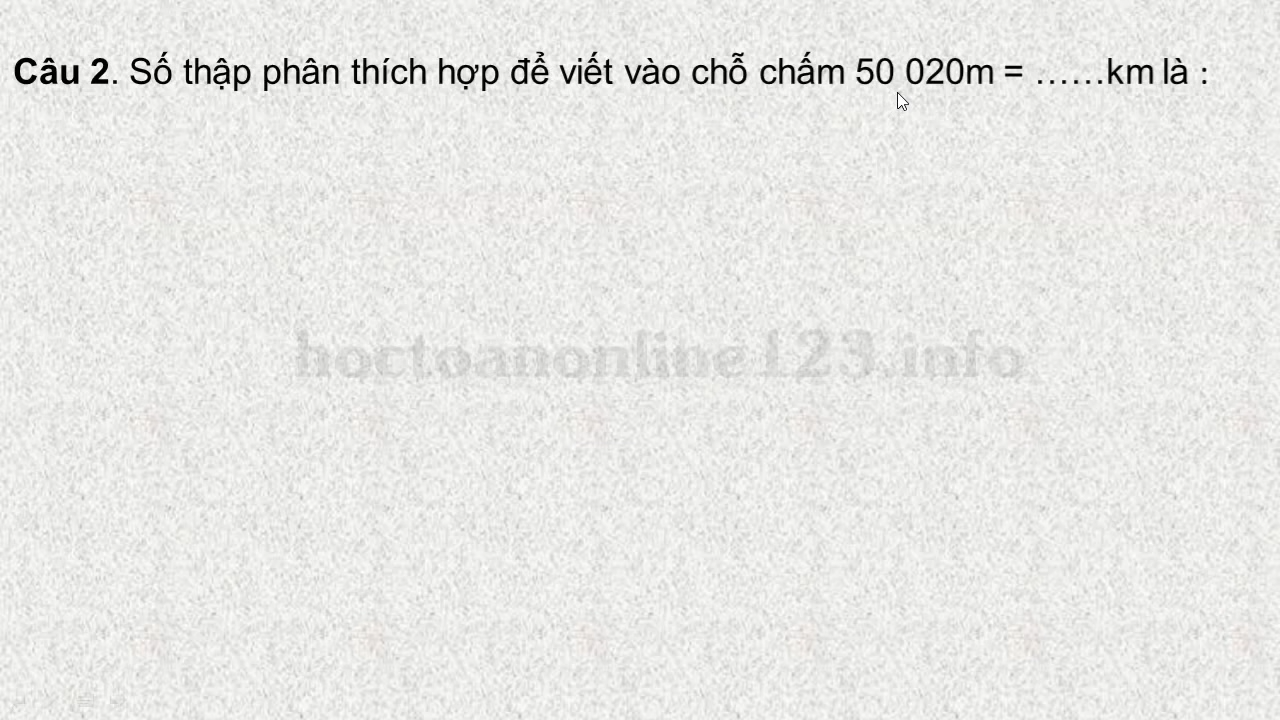 Câu 2. Số thập phân thích hợp để viết vào chỗ chấm 50 020m = ......km là :
hoctoanonline123.info